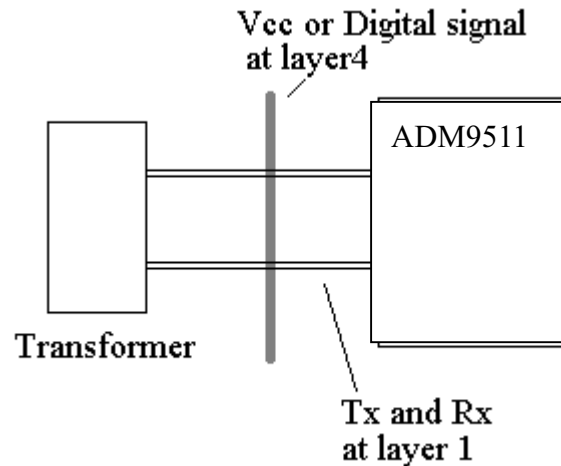 Vcc or Digital signal
at layer4
ADM9511
Transformer
Tx and Rx
at layer 1